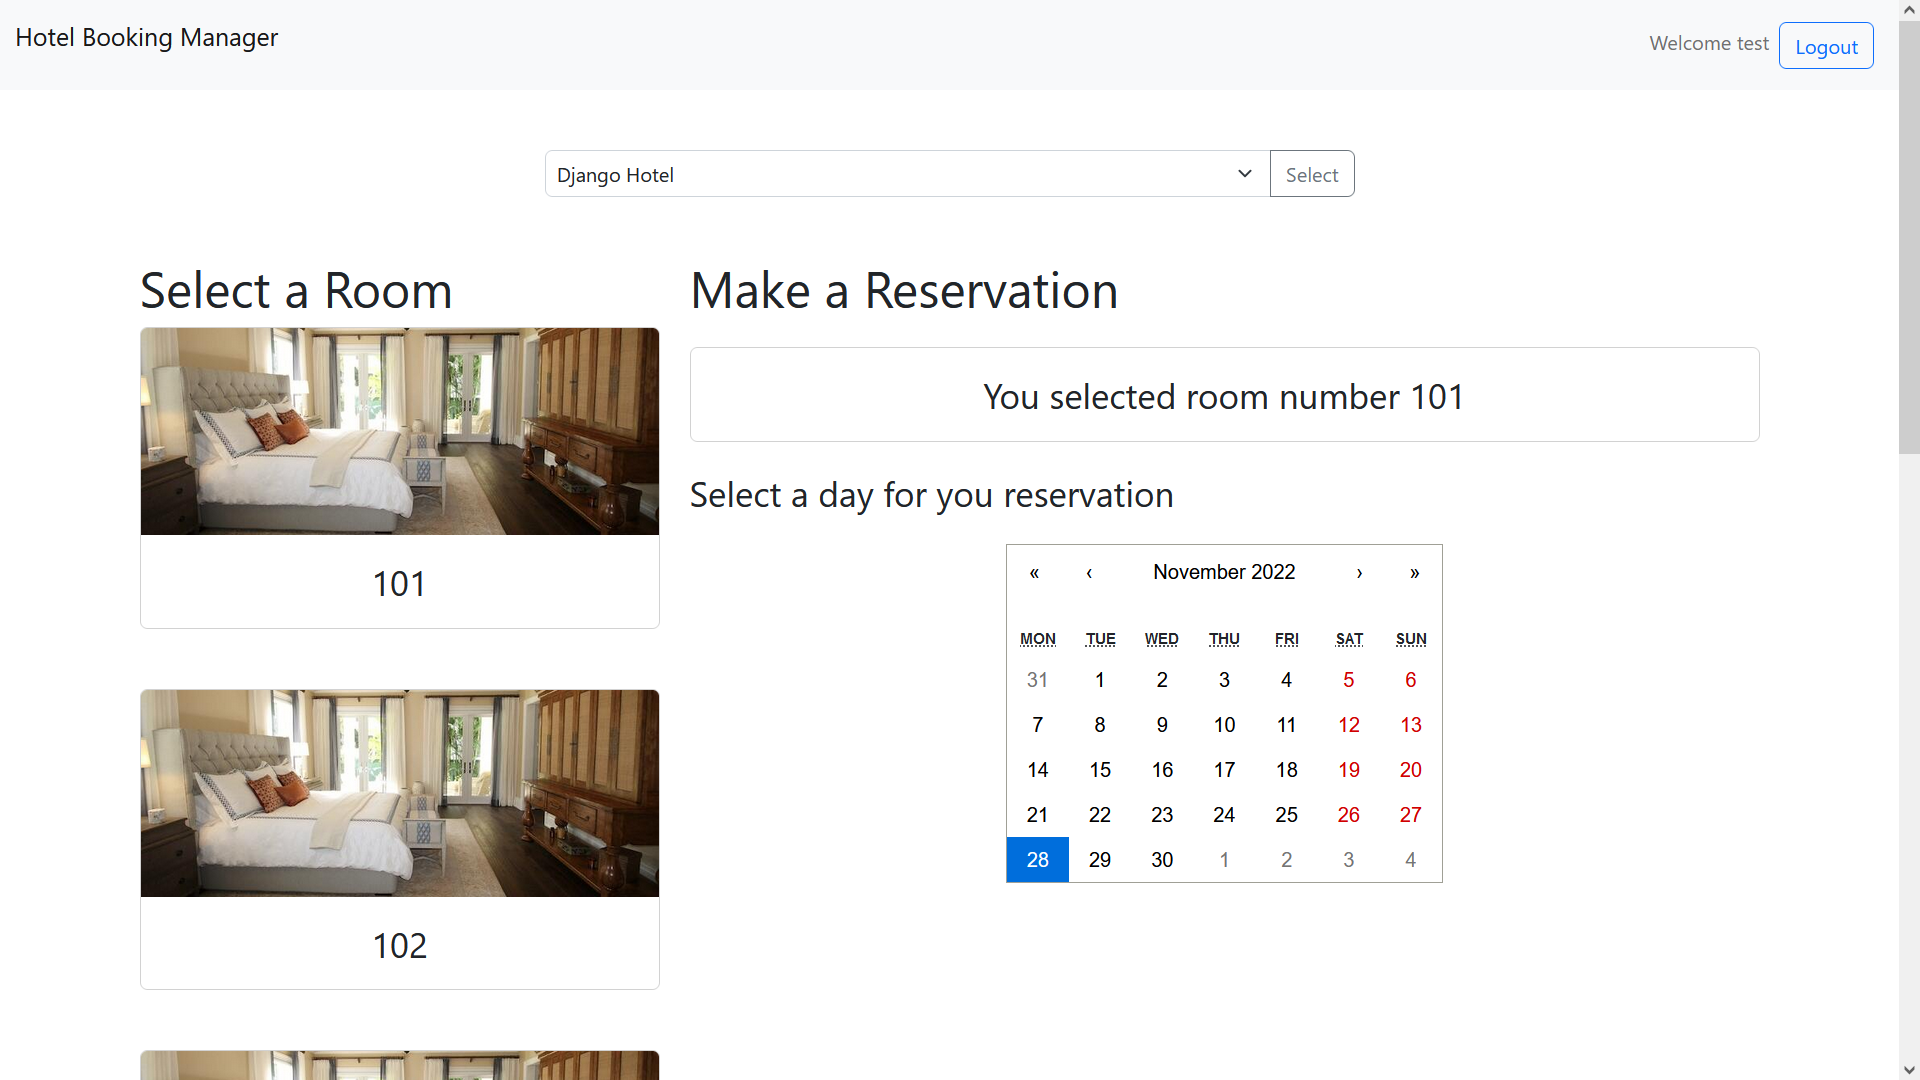 Hotel Booking Manager
Welcome test Logout
Django Hotel Select
Select a Room
101
102
Make a Reservation
You selected room number 101
Select a day for you reservation
« ‹ November 2022 › »
MON TUE WED THU FRI SAT SUN
31 1 2 3 4 5 6
7 8 9 10 11 12 13
14 15 16 17 18 19 20
21 22 23 24 25 26 27
28 29 30 1 2 3 4